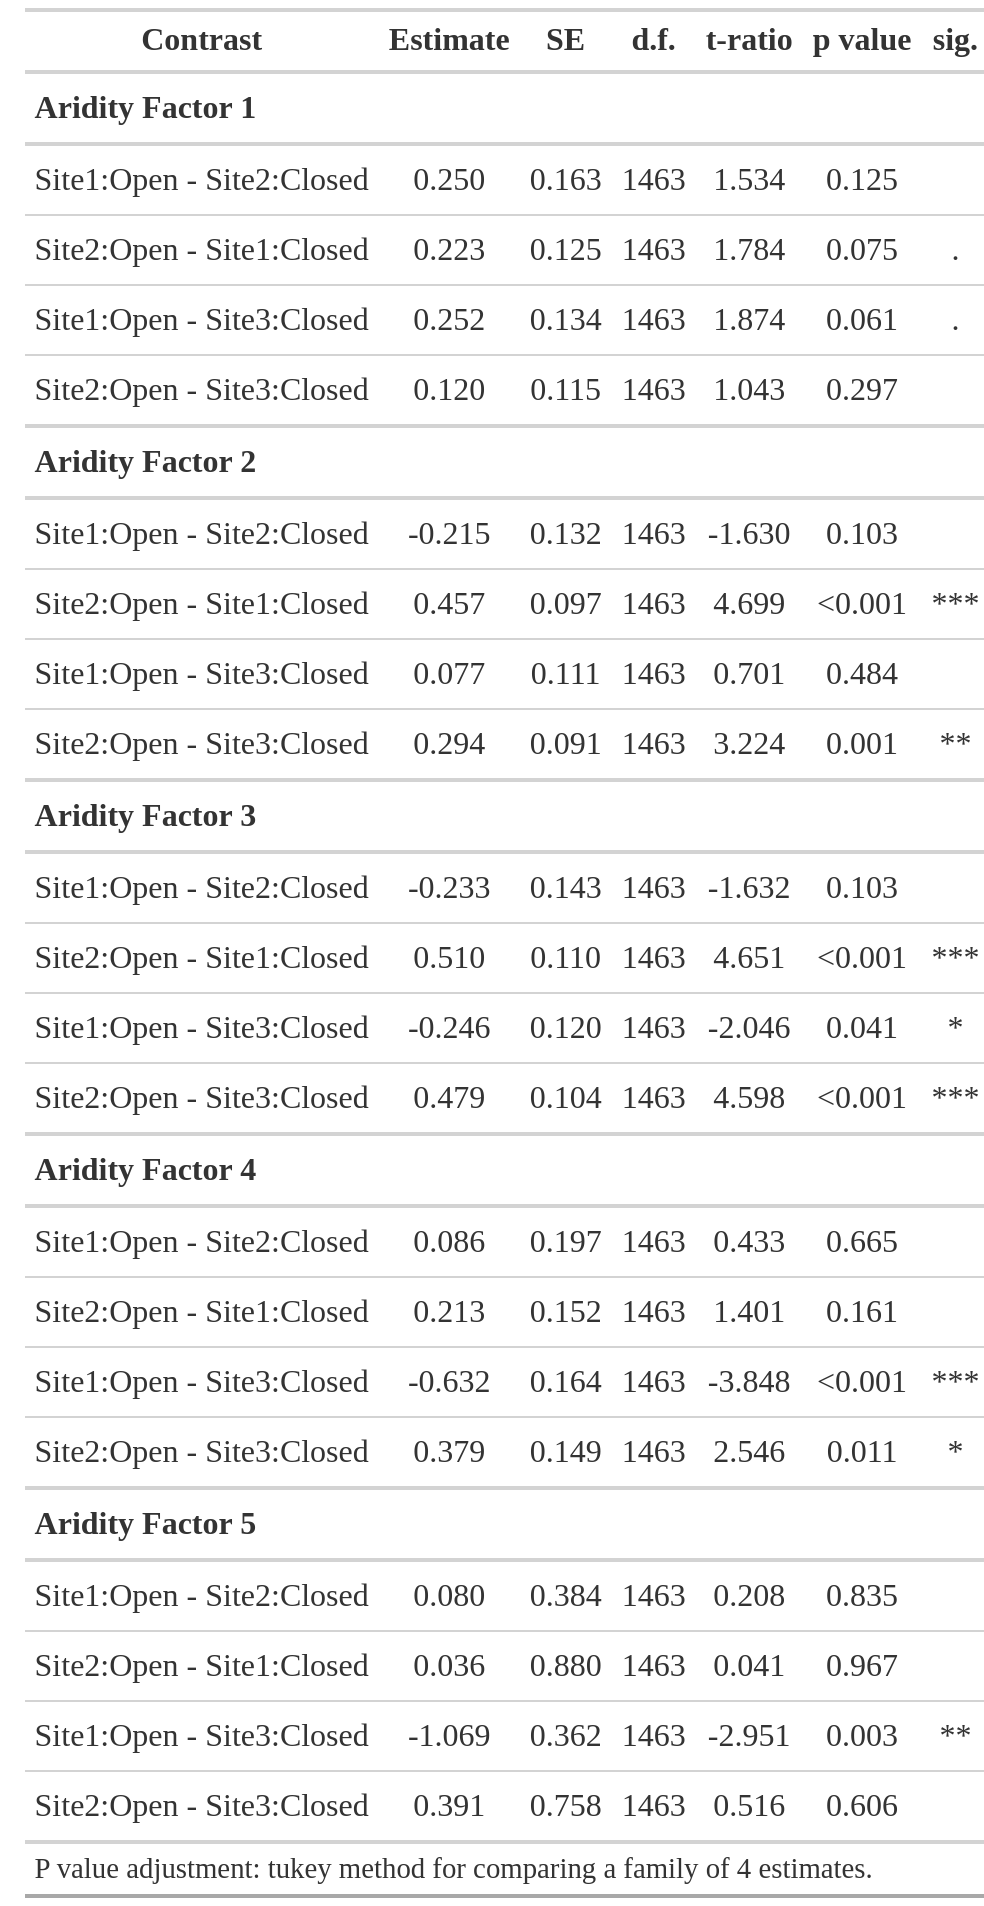 Contrast Estimate SE d.f. t-ratio p value sig.
Aridity Factor 1
Site1:Open - Site2:Closed 0.250 0.163 1463 1.534 0.125
Site2:Open - Site1:Closed 0.223 0.125 1463 1.784 0.075 .
Site1:Open - Site3:Closed 0.252 0.134 1463 1.874 0.061 .
Site2:Open - Site3:Closed 0.120 0.115 1463 1.043 0.297
Aridity Factor 2
Site1:Open - Site2:Closed -0.215 0.132 1463 -1.630 0.103
Site2:Open - Site1:Closed 0.457 0.097 1463 4.699 <0.001 ***
Site1:Open - Site3:Closed 0.077 0.111 1463 0.701 0.484
Site2:Open - Site3:Closed 0.294 0.091 1463 3.224 0.001 **
Aridity Factor 3
Site1:Open - Site2:Closed -0.233 0.143 1463 -1.632 0.103
Site2:Open - Site1:Closed 0.510 0.110 1463 4.651 <0.001 ***
Site1:Open - Site3:Closed -0.246 0.120 1463 -2.046 0.041 *
Site2:Open - Site3:Closed 0.479 0.104 1463 4.598 <0.001 ***
Aridity Factor 4
Site1:Open - Site2:Closed 0.086 0.197 1463 0.433 0.665
Site2:Open - Site1:Closed 0.213 0.152 1463 1.401 0.161
Site1:Open - Site3:Closed -0.632 0.164 1463 -3.848 <0.001 ***
Site2:Open - Site3:Closed 0.379 0.149 1463 2.546 0.011 *
Aridity Factor 5
Site1:Open - Site2:Closed 0.080 0.384 1463 0.208 0.835
Site2:Open - Site1:Closed 0.036 0.880 1463 0.041 0.967
Site1:Open - Site3:Closed -1.069 0.362 1463 -2.951 0.003 **
Site2:Open - Site3:Closed 0.391 0.758 1463 0.516 0.606
P value adjustment: tukey method for comparing a family of 4 estimates.